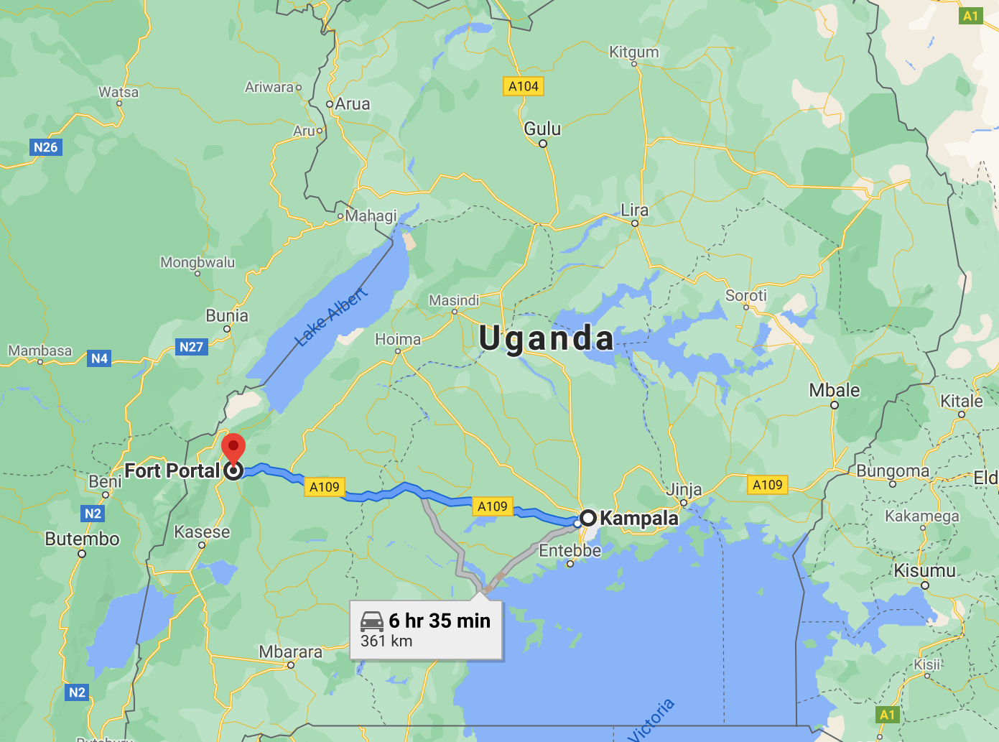 A1
Kitgum
A104
Ariwara
Watsa
Arua
Gulu
Aru
N26
Lira
Mahagi
Mongbwalu
Soroti
Masindi
Lake Albert
Bunia
Uganda
Hoima
N27
Mambasa
N4
Mbale
Kitale
Fort Portal
Bungoma
Eld
Beni
A109
A109
A109
Jinja
N2
Kampala
Kakamega
Kasese
Butembo
Entebbe
Kisumu
6 hr 35 min
361 km
Mbarara
Kisii
N2
Victoria
A1